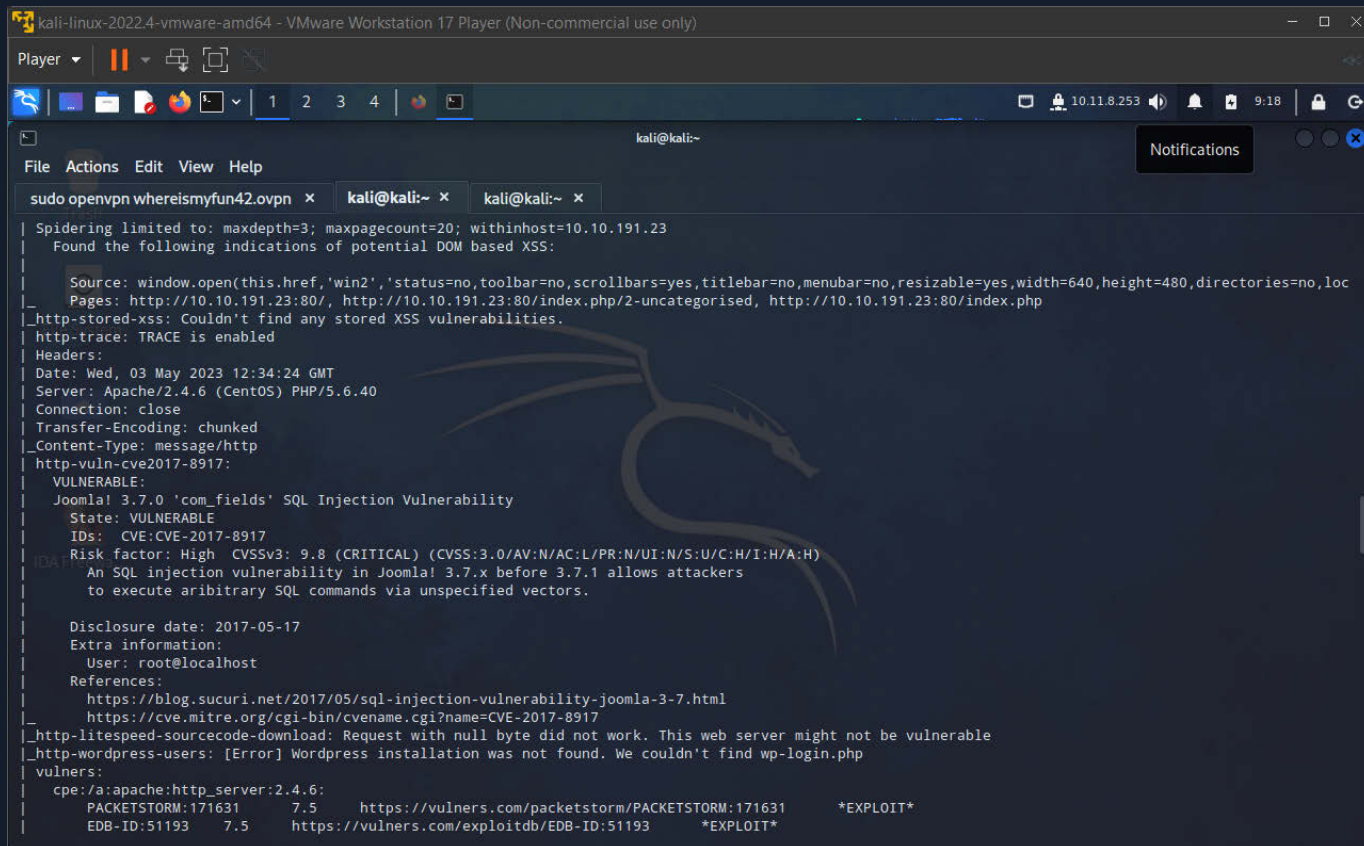 kali-linux-2022.4-vmware-amd64 - VMware Workstation 17 Player (Non-commercial use only)
Player
1 2 3 4 10.11.8.253 9:18
kali@kali:~
Notifications
File Actions Edit View Help
sudo openvpn whereismyfun42.ovpn × kali@kali:~ × kali@kali:~ ×
| Spidering limited to: maxdepth=3; maxpagecount=20; withinhost=10.10.191.23
|   Found the following indications of potential DOM based XSS:
|
|     Source: window.open(this.href,'win2','status=no,toolbar=no,scrollbars=yes,titlebar=no,menubar=no,resizable=yes,width=640,height=480,directories=no,loc
|_    Pages: http://10.10.191.23:80/, http://10.10.191.23:80/index.php/2-uncategorised, http://10.10.191.23:80/index.php
|_http-stored-xss: Couldn't find any stored XSS vulnerabilities.
| http-trace: TRACE is enabled
| Headers:
| Date: Wed, 03 May 2023 12:34:24 GMT
| Server: Apache/2.4.6 (CentOS) PHP/5.6.40
| Connection: close
| Transfer-Encoding: chunked
|_Content-Type: message/http
| http-vuln-cve2017-8917:
|   VULNERABLE:
|   Joomla! 3.7.0 'com_fields' SQL Injection Vulnerability
|     State: VULNERABLE
|     IDs:  CVE:CVE-2017-8917
|     Risk factor: High  CVSSv3: 9.8 (CRITICAL) (CVSS:3.0/AV:N/AC:L/PR:N/UI:N/S:U/C:H/I:H/A:H)
|       An SQL injection vulnerability in Joomla! 3.7.x before 3.7.1 allows attackers
|       to execute aribitrary SQL commands via unspecified vectors.
|
|     Disclosure date: 2017-05-17
|     Extra information:
|       User: root@localhost
|     References:
|       https://blog.sucuri.net/2017/05/sql-injection-vulnerability-joomla-3-7.html
|_      https://cve.mitre.org/cgi-bin/cvename.cgi?name=CVE-2017-8917
|_http-litespeed-sourcecode-download: Request with null byte did not work. This web server might not be vulnerable
|_http-wordpress-users: [Error] Wordpress installation was not found. We couldn't find wp-login.php
| vulners:
|   cpe:/a:apache:http_server:2.4.6:
|       PACKETSTORM:171631      7.5     https://vulners.com/packetstorm/PACKETSTORM:171631      *EXPLOIT*
|       EDB-ID:51193    7.5     https://vulners.com/exploitdb/EDB-ID:51193      *EXPLOIT*